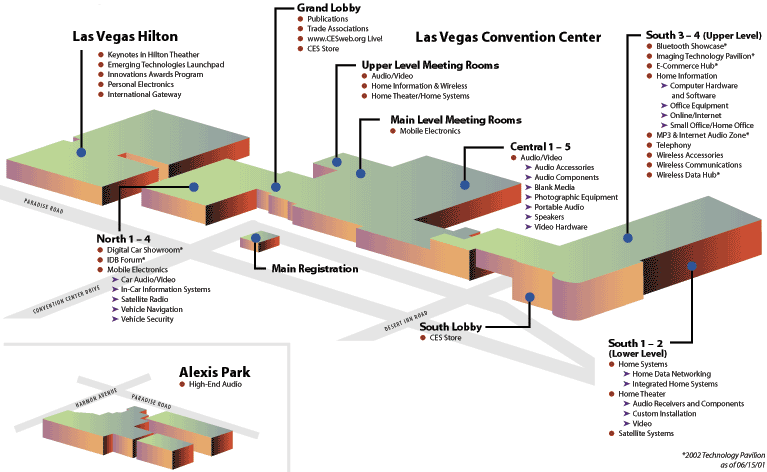 Las Vegas Hilton
Keynotes in Hilton Theather
Emerging Technologies Launchpad
Innovations Awards Program
Personal Electronics
International Gateway
Grand Lobby
Publications
Trade Associations
www.CESweb.org Live!
CES Store
Las Vegas Convention Center
Upper Level Meeting Rooms
Audio/Video
Home Information & Wireless
Home Theater/Home Systems
Main Level Meeting Rooms
Mobile Electronics
Central 1 – 5
Audio/Video
Audio Accessories
Audio Components
Blank Media
Photographic Equipment
Portable Audio
Speakers
Video Hardware
South 3 – 4 (Upper Level)
Bluetooth Showcase*
Imaging Technology Pavilion*
E-Commerce Hub*
Home Information
Computer Hardware
and Software
Office Equipment
Online/Internet
Small Office/Home Office
MP3 & Internet Audio Zone*
Telephony
Wireless Accessories
Wireless Communications
Wireless Data Hub*
PARADISE ROAD
North 1 – 4
Digital Car Showroom*
IDB Forum*
Mobile Electronics
Car Audio/Video
In-Car Information Systems
Satellite Radio
Vehicle Navigation
Vehicle Security
CONVENTION CENTER DRIVE
Main Registration
DESERT INN ROAD
South Lobby
CES Store
South 1 – 2
(Lower Level)
Home Systems
Home Data Networking
Integrated Home Systems
Home Theater
Audio Receivers and Components
Custom Installation
Video
Satellite Systems
Alexis Park
High-End Audio
HARMON AVENUE
PARADISE ROAD
*2002 Technology Pavilion
as of 06/15/01